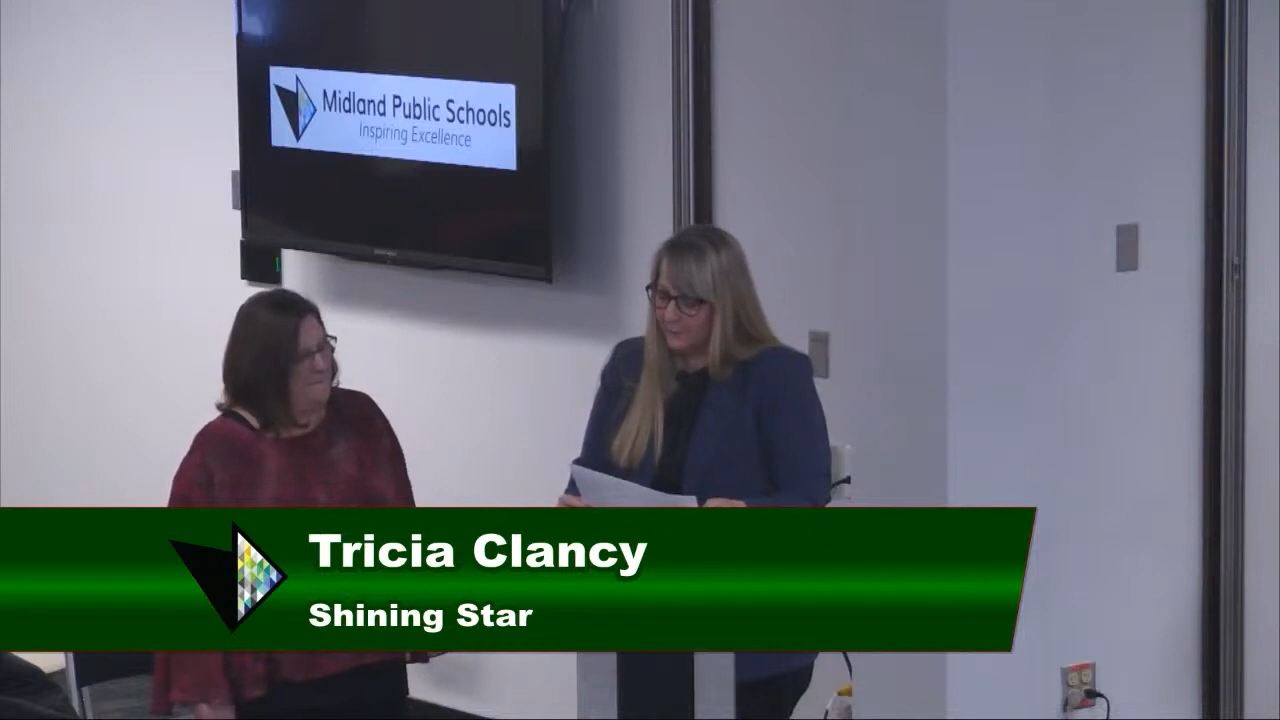 Midland Public Schools
Inspiring Excellence
Tricia Clancy
Shining Star